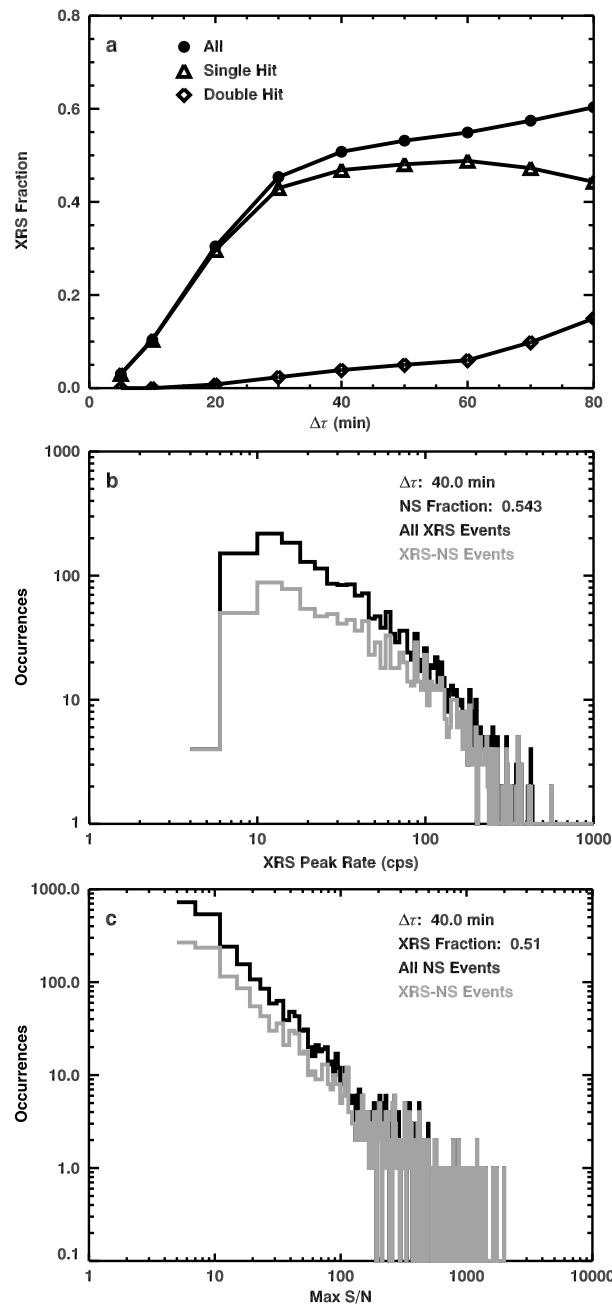 a
All
Single Hit
Double Hit
0.8
0.6
0.4
0.2
0.0
XRS Fraction
0 20 40 60 80
Δτ (min)
b
Δτ: 40.0 min
NS Fraction: 0.543
All XRS Events
XRS-NS Events
1000
100
10
1
Occurrences
1 10 100 1000
XRS Peak Rate (cps)
c
Δτ: 40.0 min
XRS Fraction: 0.51
All NS Events
XRS-NS Events
1000.0
100.0
10.0
1.0
0.1
Occurrences
1 10 100 1000 10000
Max S/N